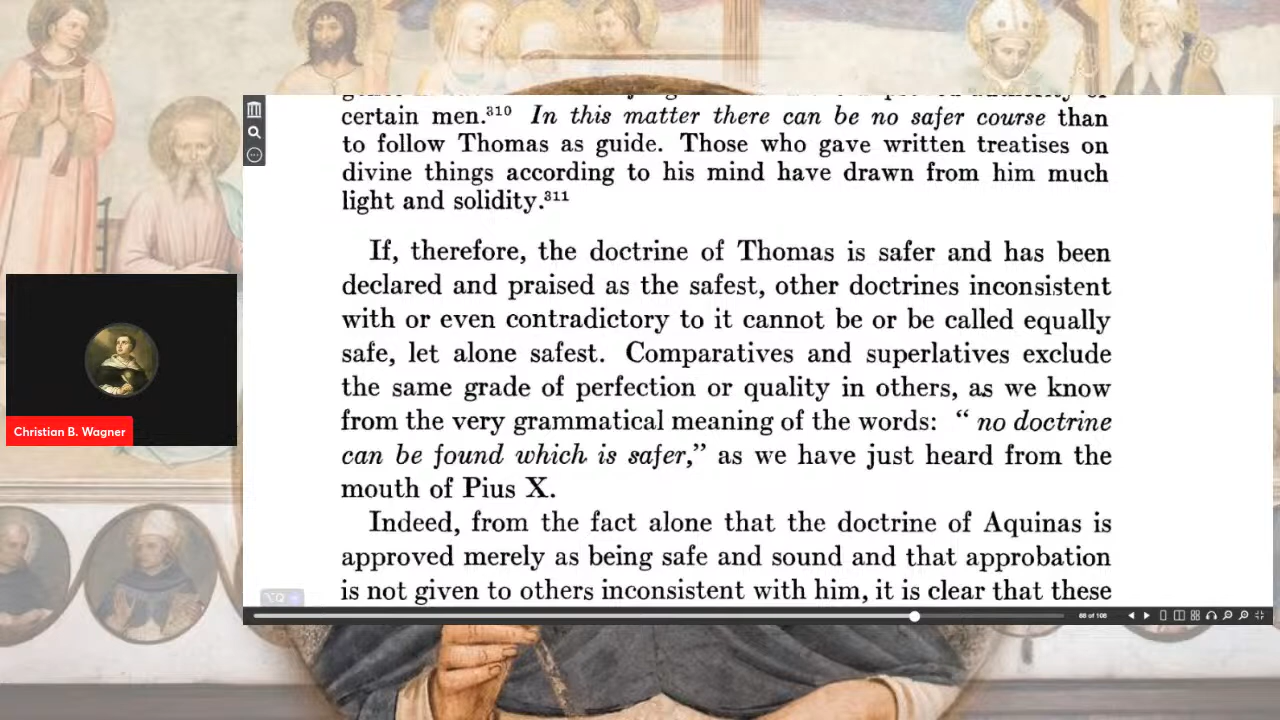 certain men.³¹⁰ In this matter there can be no safer course than
to follow Thomas as guide. Those who gave written treatises on
divine things according to his mind have drawn from him much
light and solidity.³¹¹
If, therefore, the doctrine of Thomas is safer and has been
declared and praised as the safest, other doctrines inconsistent
with or even contradictory to it cannot be or be called equally
safe, let alone safest. Comparatives and superlatives exclude
the same grade of perfection or quality in others, as we know
from the very grammatical meaning of the words: “ no doctrine
can be found which is safer,” as we have just heard from the
mouth of Pius X.
Indeed, from the fact alone that the doctrine of Aquinas is
approved merely as being safe and sound and that approbation
is not given to others inconsistent with him, it is clear that these
Christian B. Wagner